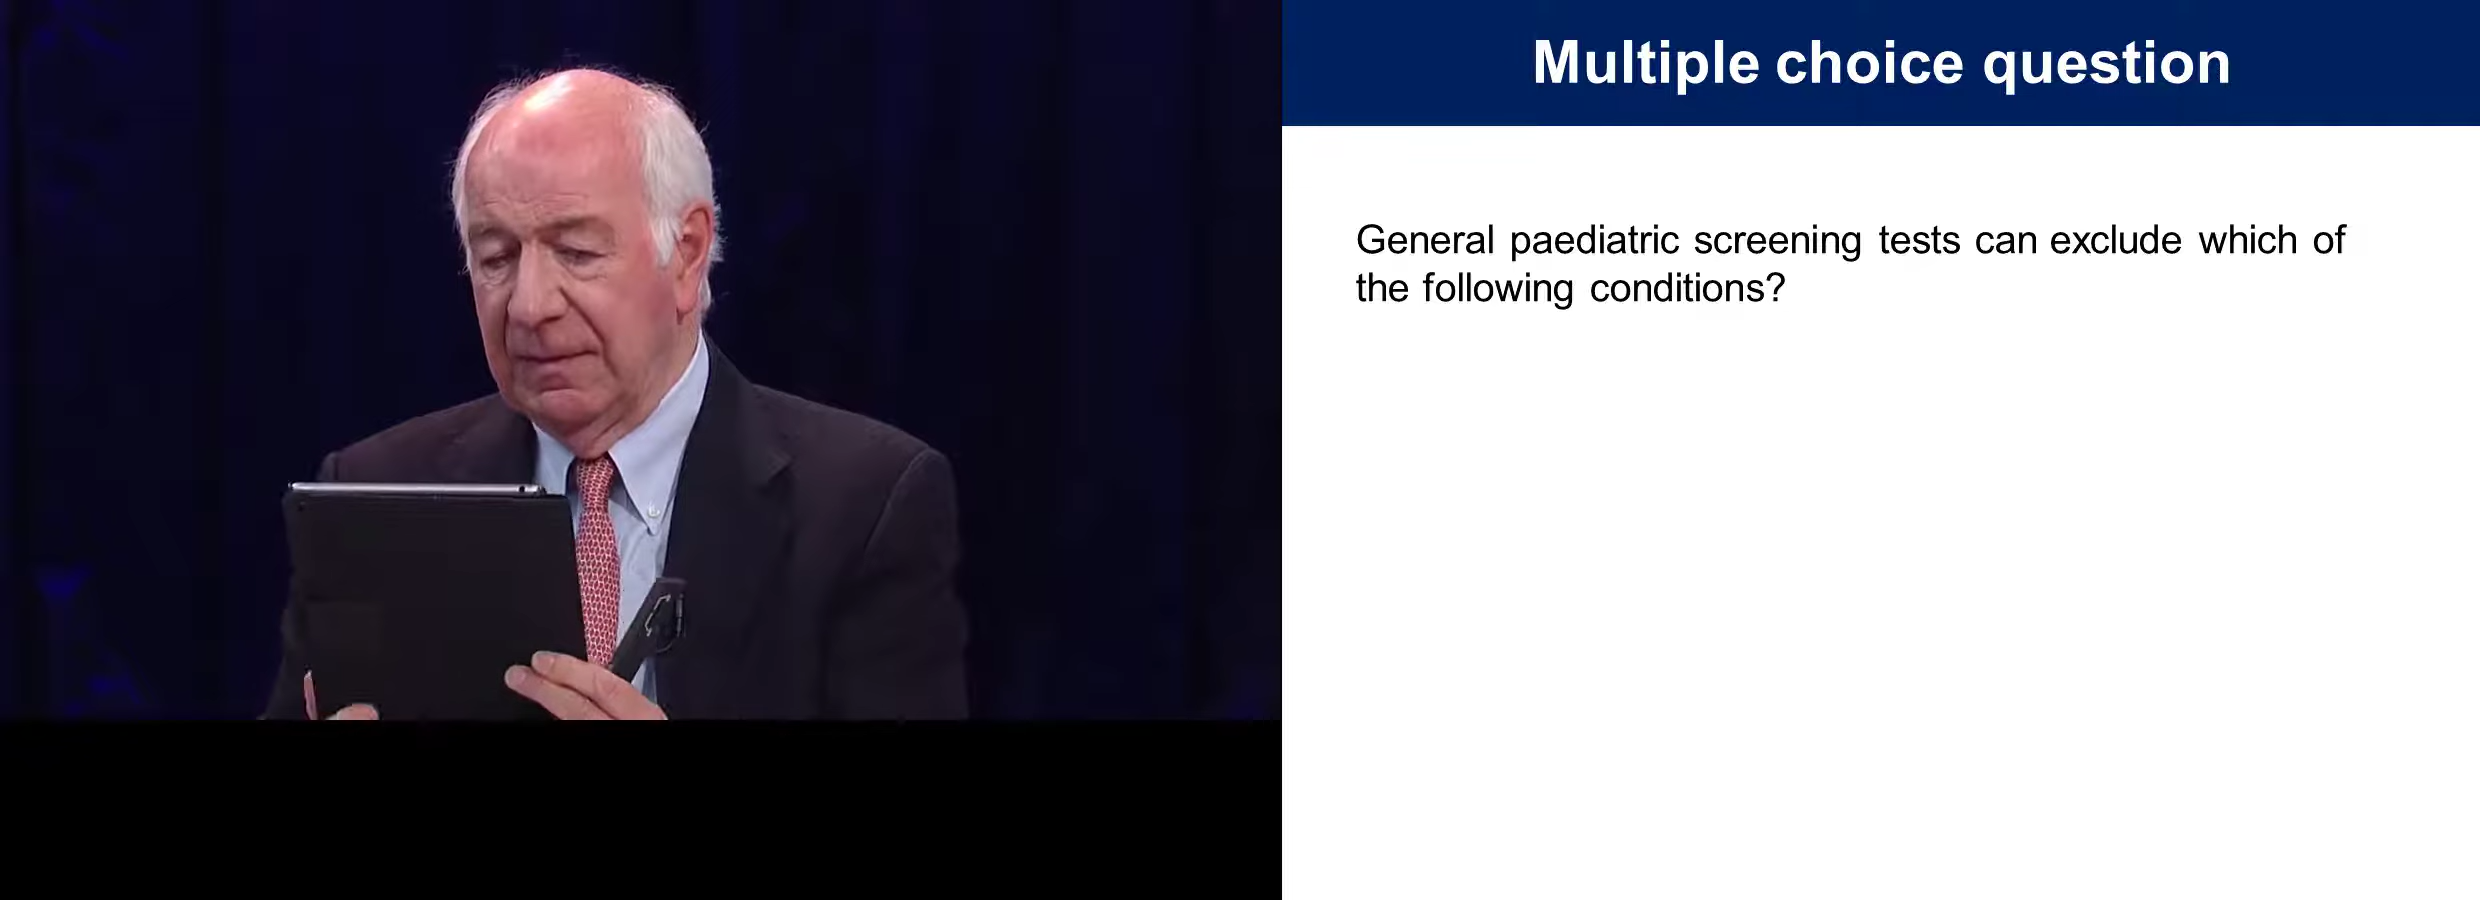 Multiple choice question
General paediatric screening tests can exclude which of
the following conditions?